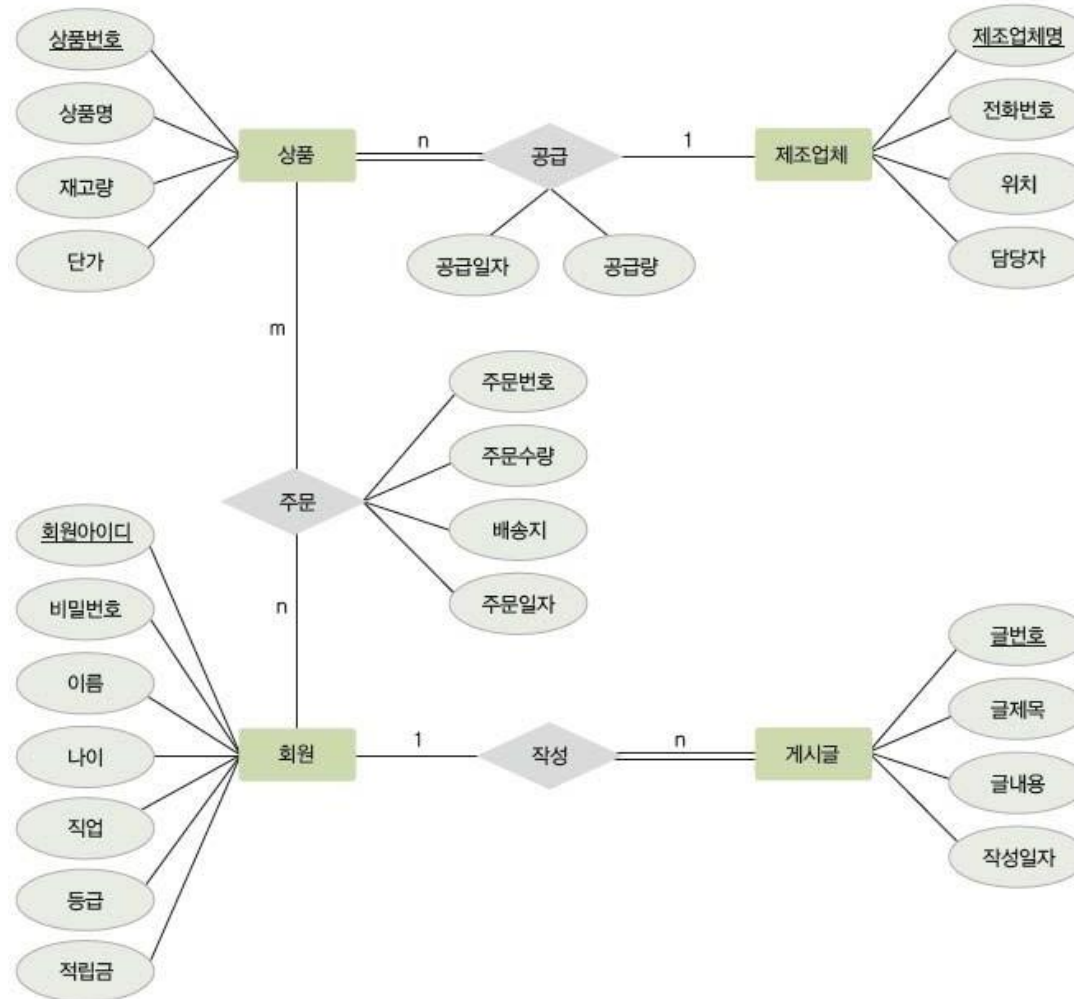 상품번호
상품명
재고량
단가
상품
n
공급
1
제조업체
제조업체명
전화번호
위치
담당자
공급일자
공급량
m
주문
주문번호
주문수량
배송지
주문일자
n
회원아이디
비밀번호
이름
나이
직업
등급
적립금
회원
1
작성
n
게시글
글번호
글제목
글내용
작성일자